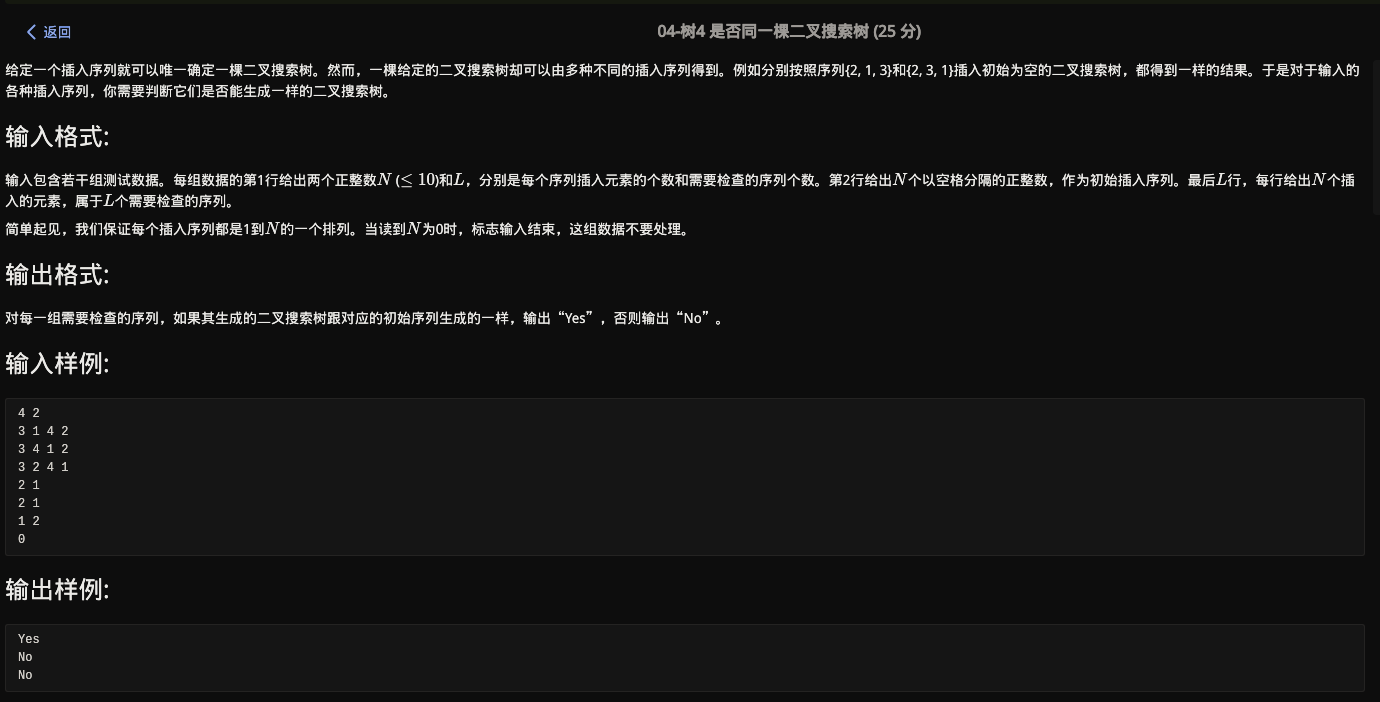 返回
04-树4 是否同一棵二叉搜索树 (25 分)
给定一个插入序列就可以唯一确定一棵二叉搜索树。然而，一棵给定的二叉搜索树却可以由多种不同的插入序列得到。例如分别按照序列{2, 1, 3}和{2, 3, 1}插入初始为空的二叉搜索树，都得到一样的结果。于是对于输入的
各种插入序列，你需要判断它们是否能生成一样的二叉搜索树。
输入格式:
输入包含若干组测试数据。每组数据的第1行给出两个正整数N (≤ 10)和L，分别是每个序列插入元素的个数和需要检查的序列个数。第2行给出N个以空格分隔的正整数，作为初始插入序列。最后L行，每行给出N个插
入的元素，属于L个需要检查的序列。
简单起见，我们保证每个插入序列都是1到N的一个排列。当读到N为0时，标志输入结束，这组数据不要处理。
输出格式:
对每一组需要检查的序列，如果其生成的二叉搜索树跟对应的初始序列生成的一样，输出“Yes”，否则输出“No”。
输入样例:
4 2
3 1 4 2
3 4 1 2
3 2 4 1
2 1
2 1
1 2
0
输出样例:
Yes
No
No